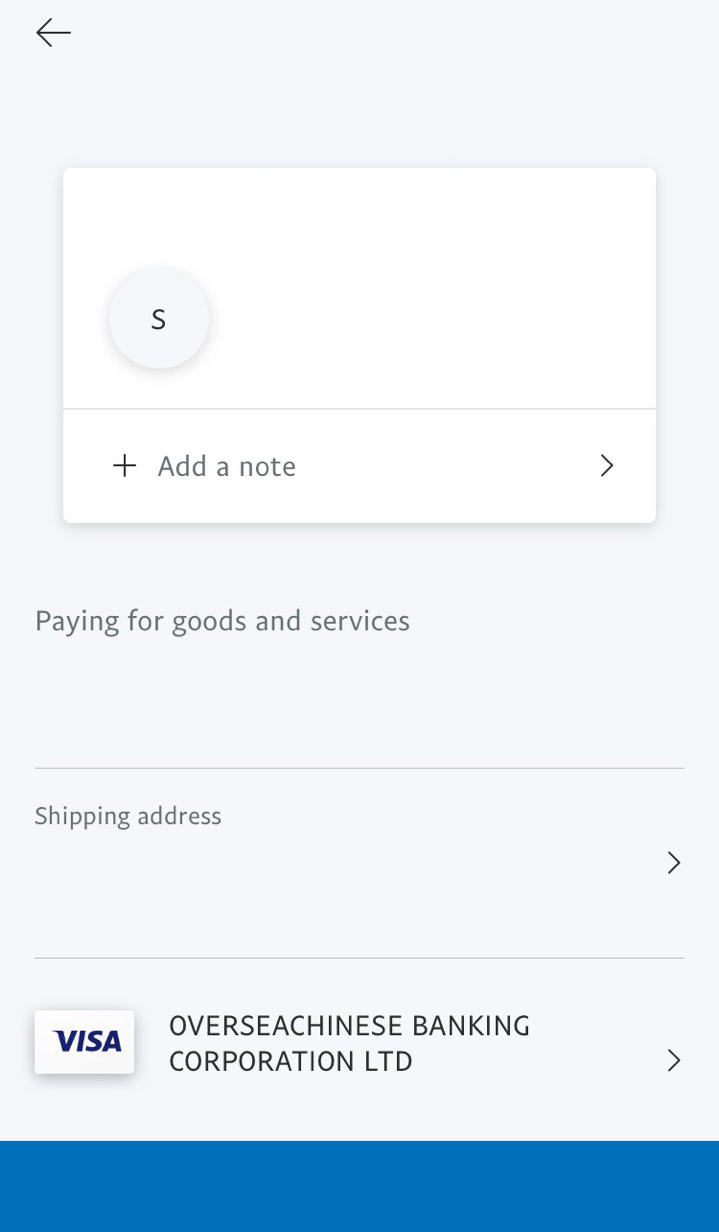 S
Add a note
Paying for goods and services
Shipping address
VISA
OVERSEACHINESE BANKING
CORPORATION LTD